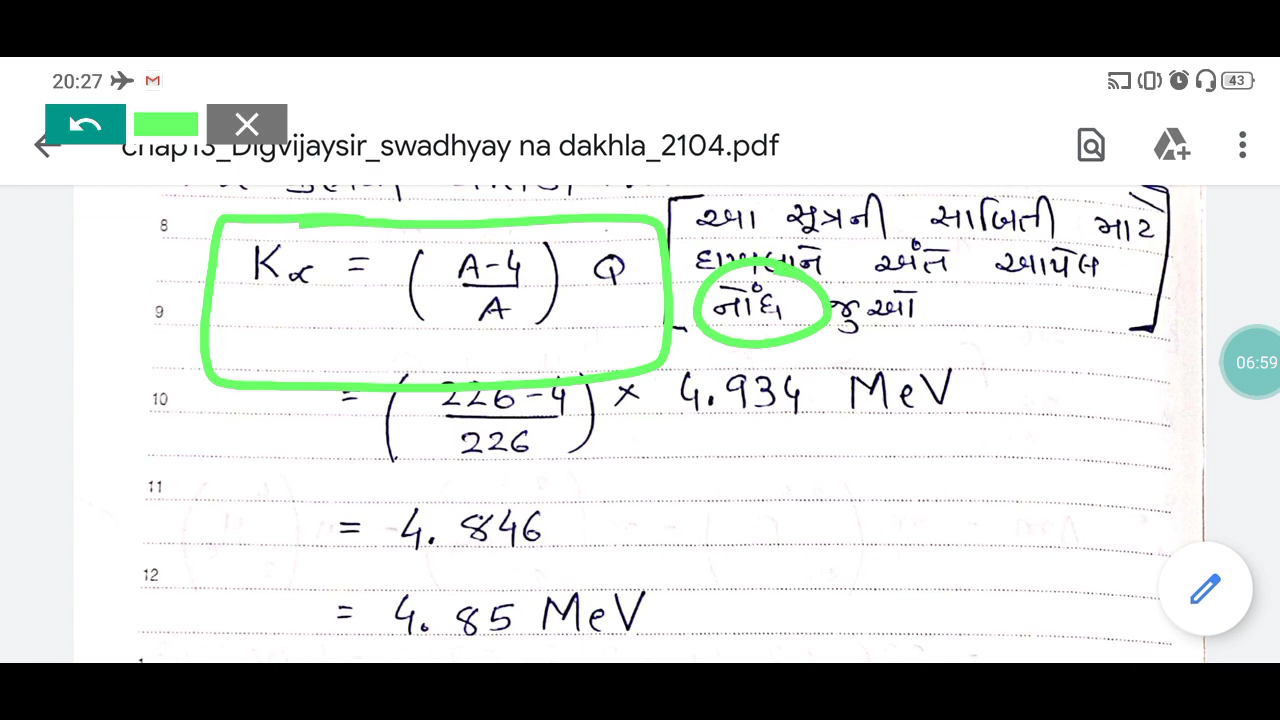 20:27
43
chap13_Digvijaysir_swadhyay na dakhla_2104.pdf
8
આ સૂત્રની સાબિતી માટે
Kα = ( A-4 / A ) Q
દાખલાને અંતે આપેલ
9
નોંધ જુઓ
06:59
10
= ( 226-4 / 226 ) × 4.934 MeV
11
= 4.846
12
= 4.85 MeV